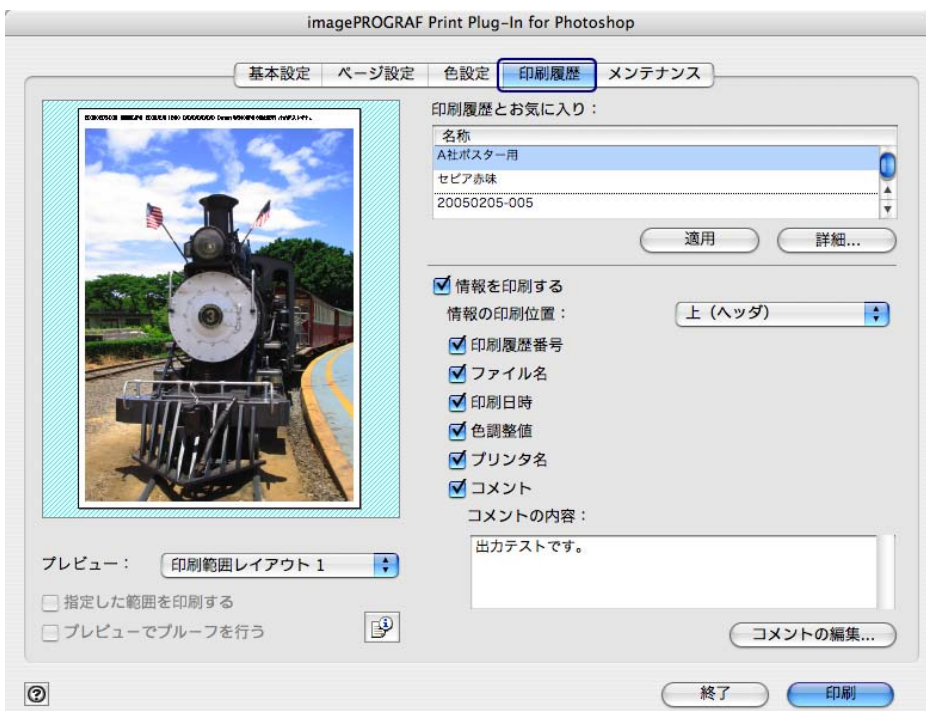 imagePROGRAF Print Plug-In for Photoshop
基本設定 ページ設定 色設定 印刷履歴 メンテナンス
印刷履歴とお気に入り：
名称
A社ポスター用
セピア赤味
20050205-005
適用 詳細...
情報を印刷する
情報の印刷位置： 上（ヘッダ）
印刷履歴番号
ファイル名
印刷日時
色調整値
プリンタ名
コメント
コメントの内容：
出力テストです。
コメントの編集...
3
プレビュー： 印刷範囲レイアウト 1
指定した範囲を印刷する
プレビューでプルーフを行う
? 終了 印刷